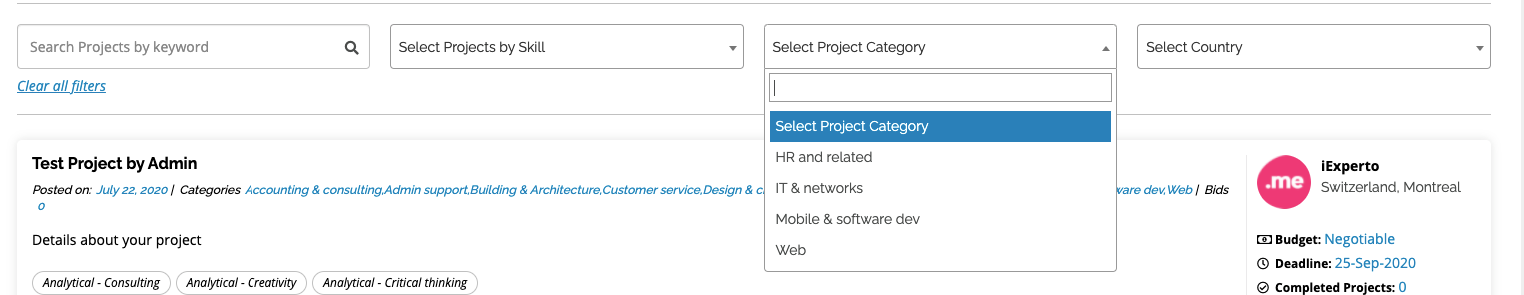 Search Projects by keyword
Select Projects by Skill
Select Project Category
Select Country
Clear all filters
Select Project Category
HR and related
IT & networks
Mobile & software dev
Web
Test Project by Admin
Posted on: July 22, 2020 | Categories Accounting & consulting,Admin support,Building & Architecture,Customer service,Design & dev,Web | Bids
0
Details about your project
Analytical - Consulting Analytical - Creativity Analytical - Critical thinking
.me
iExperto
Switzerland, Montreal
Budget: Negotiable
Deadline: 25-Sep-2020
Completed Projects: 0